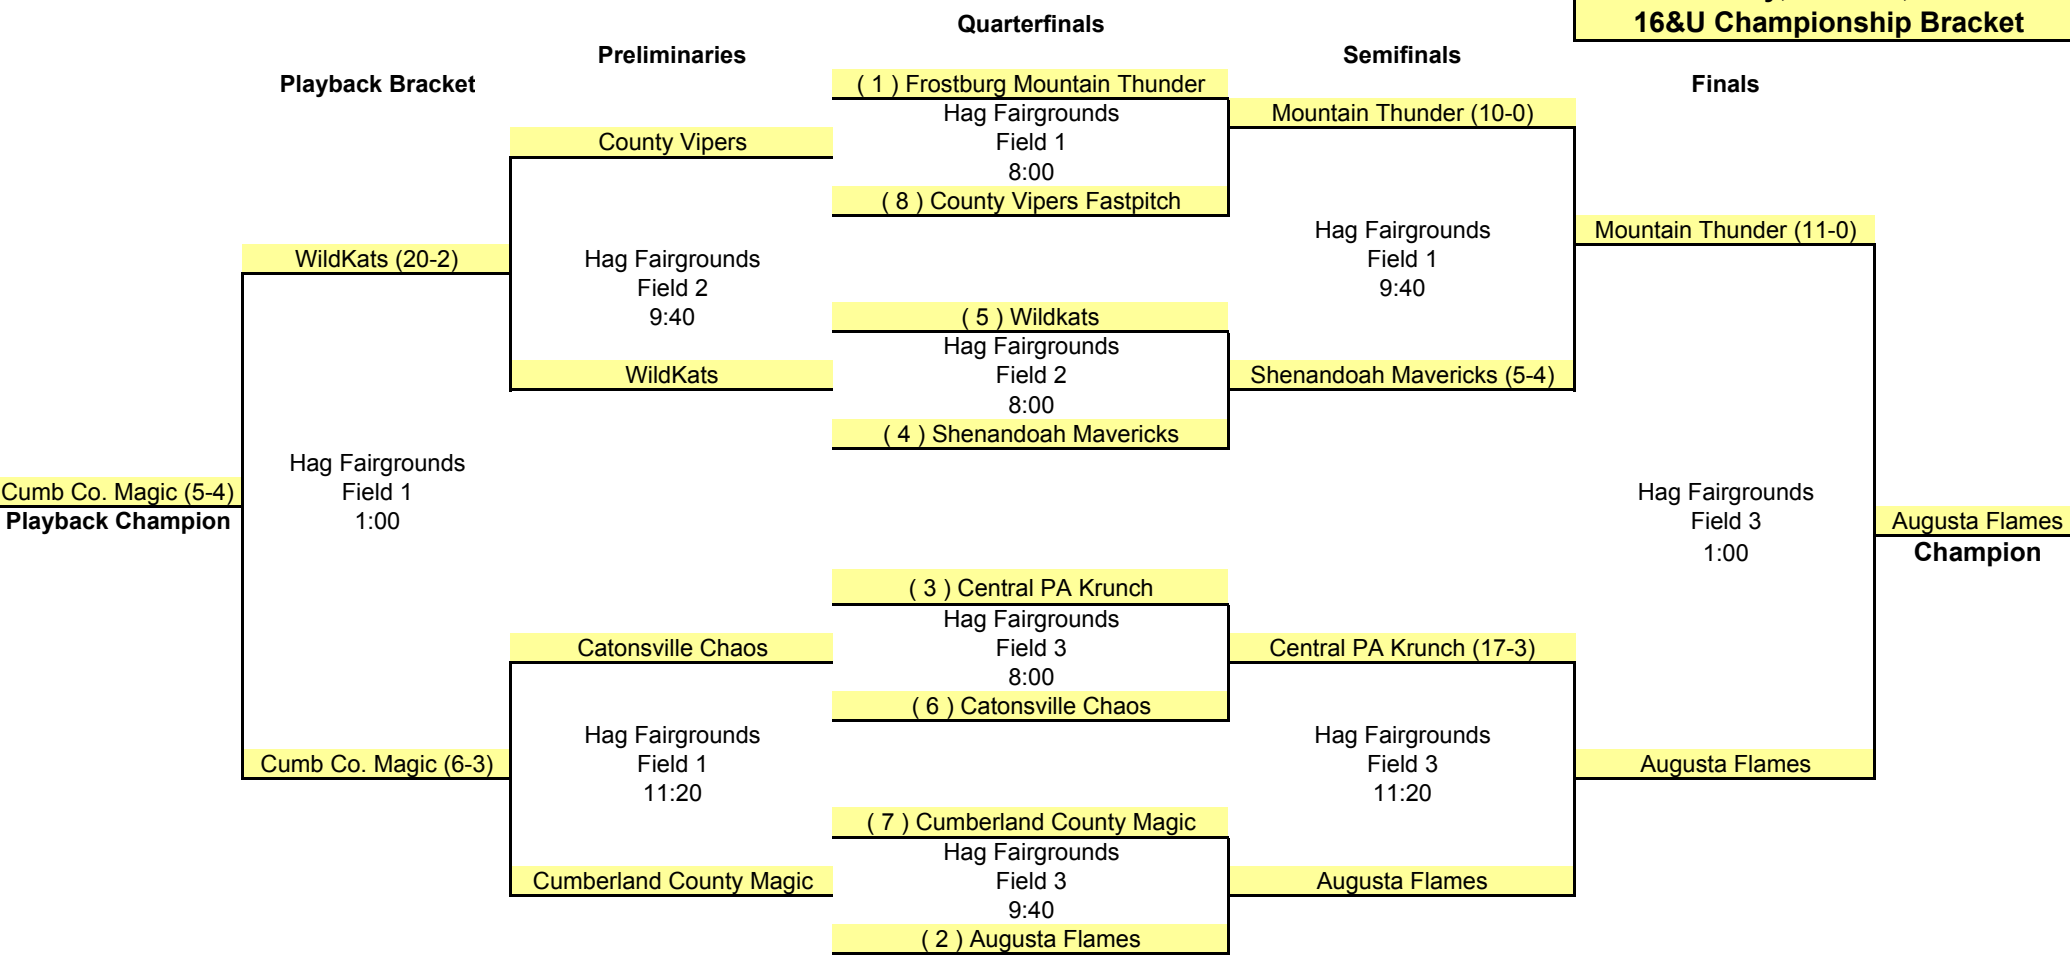 16&U Championship Bracket
Quarterfinals
Preliminaries
Semifinals
Playback Bracket
Finals
( 1 ) Frostburg Mountain Thunder
Hag Fairgrounds
Field 1
8:00
( 8 ) County Vipers Fastpitch
Mountain Thunder (10-0)
County Vipers
Hag Fairgrounds
Field 2
9:40
WildKats
WildKats (20-2)
( 5 ) Wildkats
Hag Fairgrounds
Field 2
8:00
( 4 ) Shenandoah Mavericks
Hag Fairgrounds
Field 1
9:40
Shenandoah Mavericks (5-4)
Mountain Thunder (11-0)
Hag Fairgrounds
Field 1
1:00
Cumb Co. Magic (5-4)
Playback Champion
Hag Fairgrounds
Field 3
1:00
Augusta Flames
Champion
( 3 ) Central PA Krunch
Hag Fairgrounds
Field 3
8:00
( 6 ) Catonsville Chaos
Catonsville Chaos
Hag Fairgrounds
Field 1
11:20
Cumberland County Magic
Cumb Co. Magic (6-3)
Central PA Krunch (17-3)
Hag Fairgrounds
Field 3
11:20
Augusta Flames
Augusta Flames
( 7 ) Cumberland County Magic
Hag Fairgrounds
Field 3
9:40
( 2 ) Augusta Flames